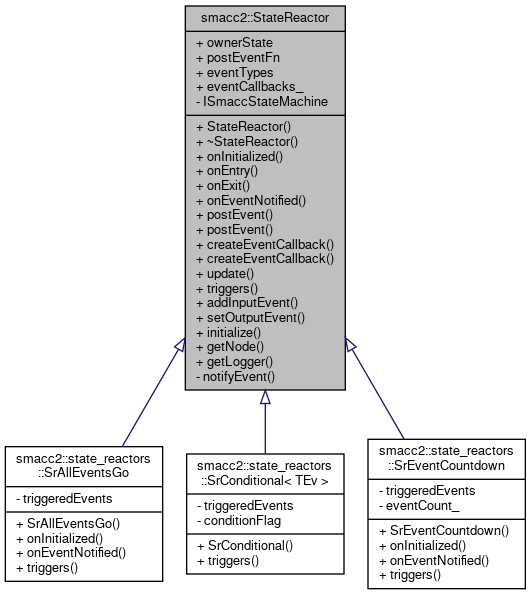 smacc2::StateReactor
+ ownerState
+ postEventFn
+ eventTypes
+ eventCallbacks_
- ISmaccStateMachine
+ StateReactor()
+ ~StateReactor()
+ onInitialized()
+ onEntry()
+ onExit()
+ onEventNotified()
+ postEvent()
+ postEvent()
+ createEventCallback()
+ createEventCallback()
+ update()
+ triggers()
+ addInputEvent()
+ setOutputEvent()
+ initialize()
+ getNode()
+ getLogger()
- notifyEvent()
smacc2::state_reactors
::SrAllEventsGo
- triggeredEvents
+ SrAllEventsGo()
+ onInitialized()
+ onEventNotified()
+ triggers()
smacc2::state_reactors
::SrConditional< TEv >
- triggeredEvents
- conditionFlag
+ SrConditional()
+ triggers()
smacc2::state_reactors
::SrEventCountdown
- triggeredEvents
- eventCount_
+ SrEventCountdown()
+ onInitialized()
+ onEventNotified()
+ triggers()